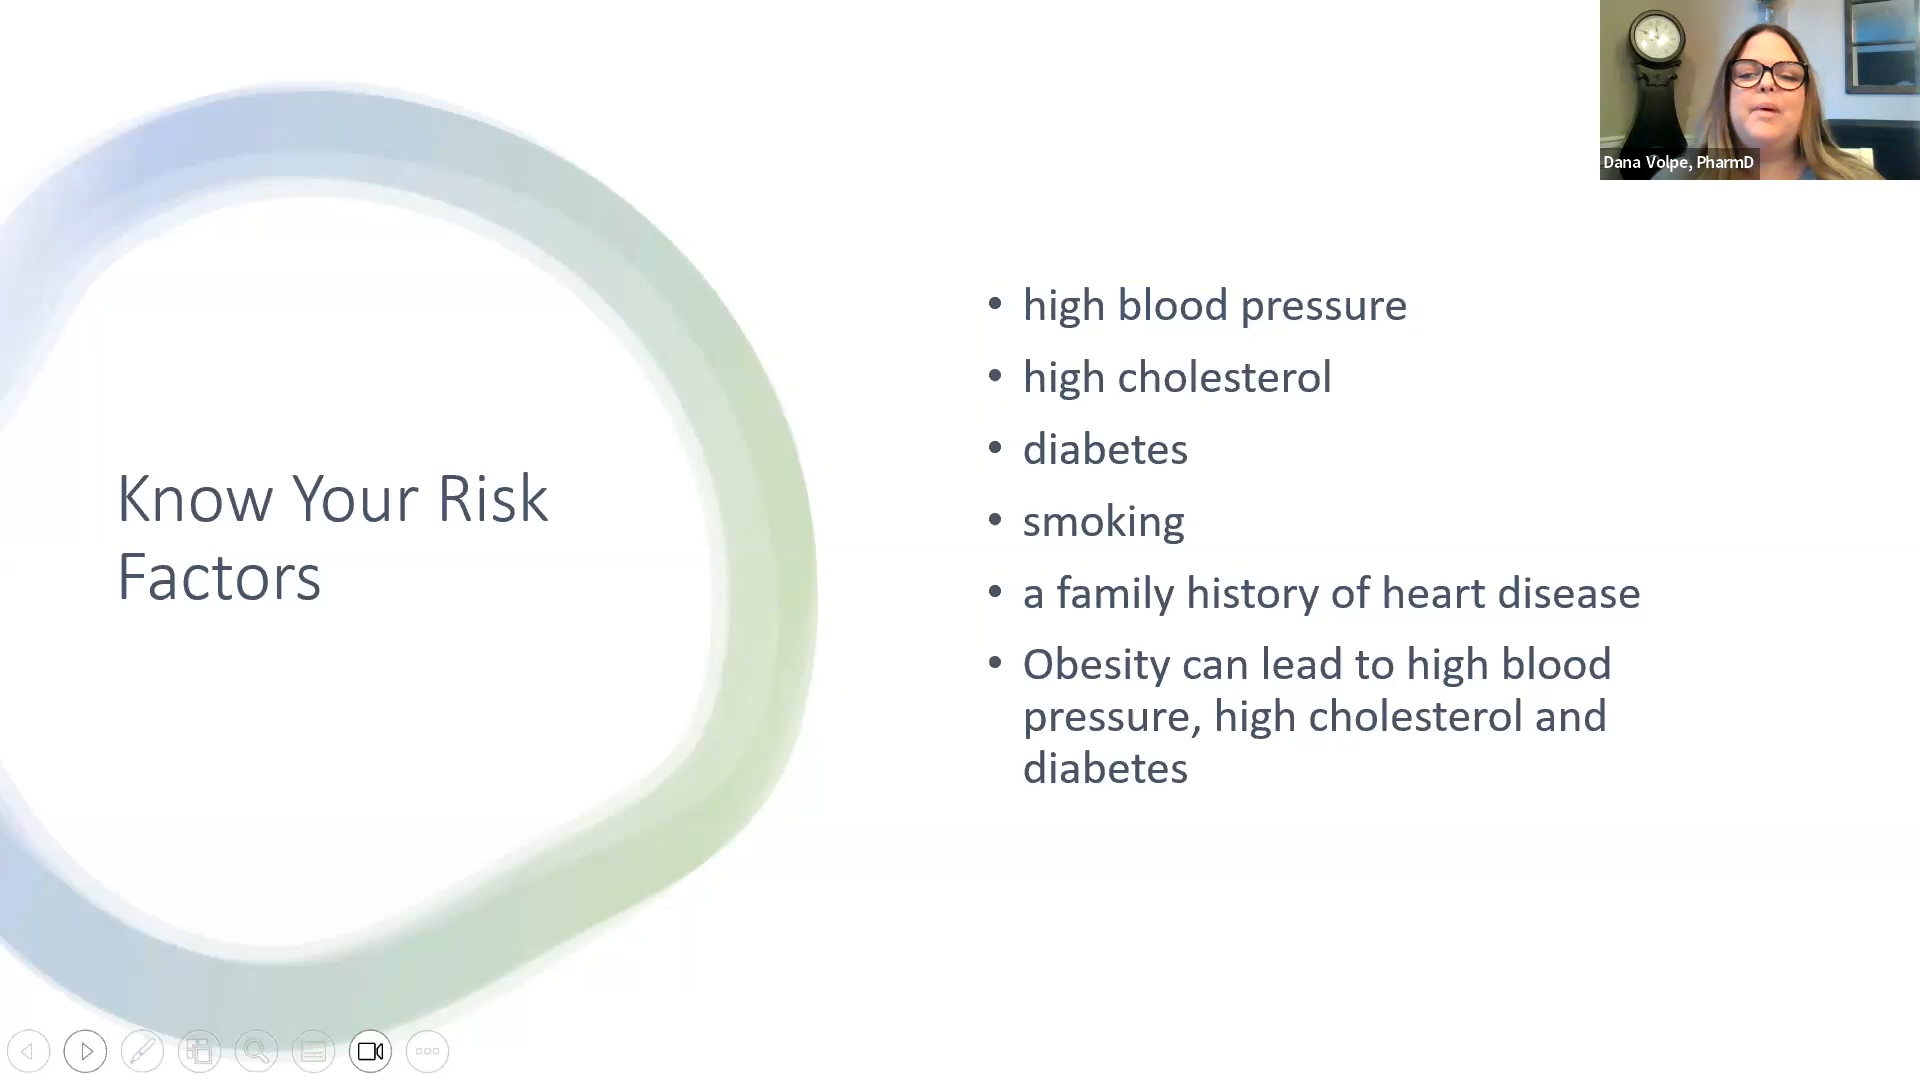 Dana Volpe, PharmD
Know Your Risk
Factors
• high blood pressure
• high cholesterol
• diabetes
• smoking
• a family history of heart disease
• Obesity can lead to high blood
pressure, high cholesterol and
diabetes